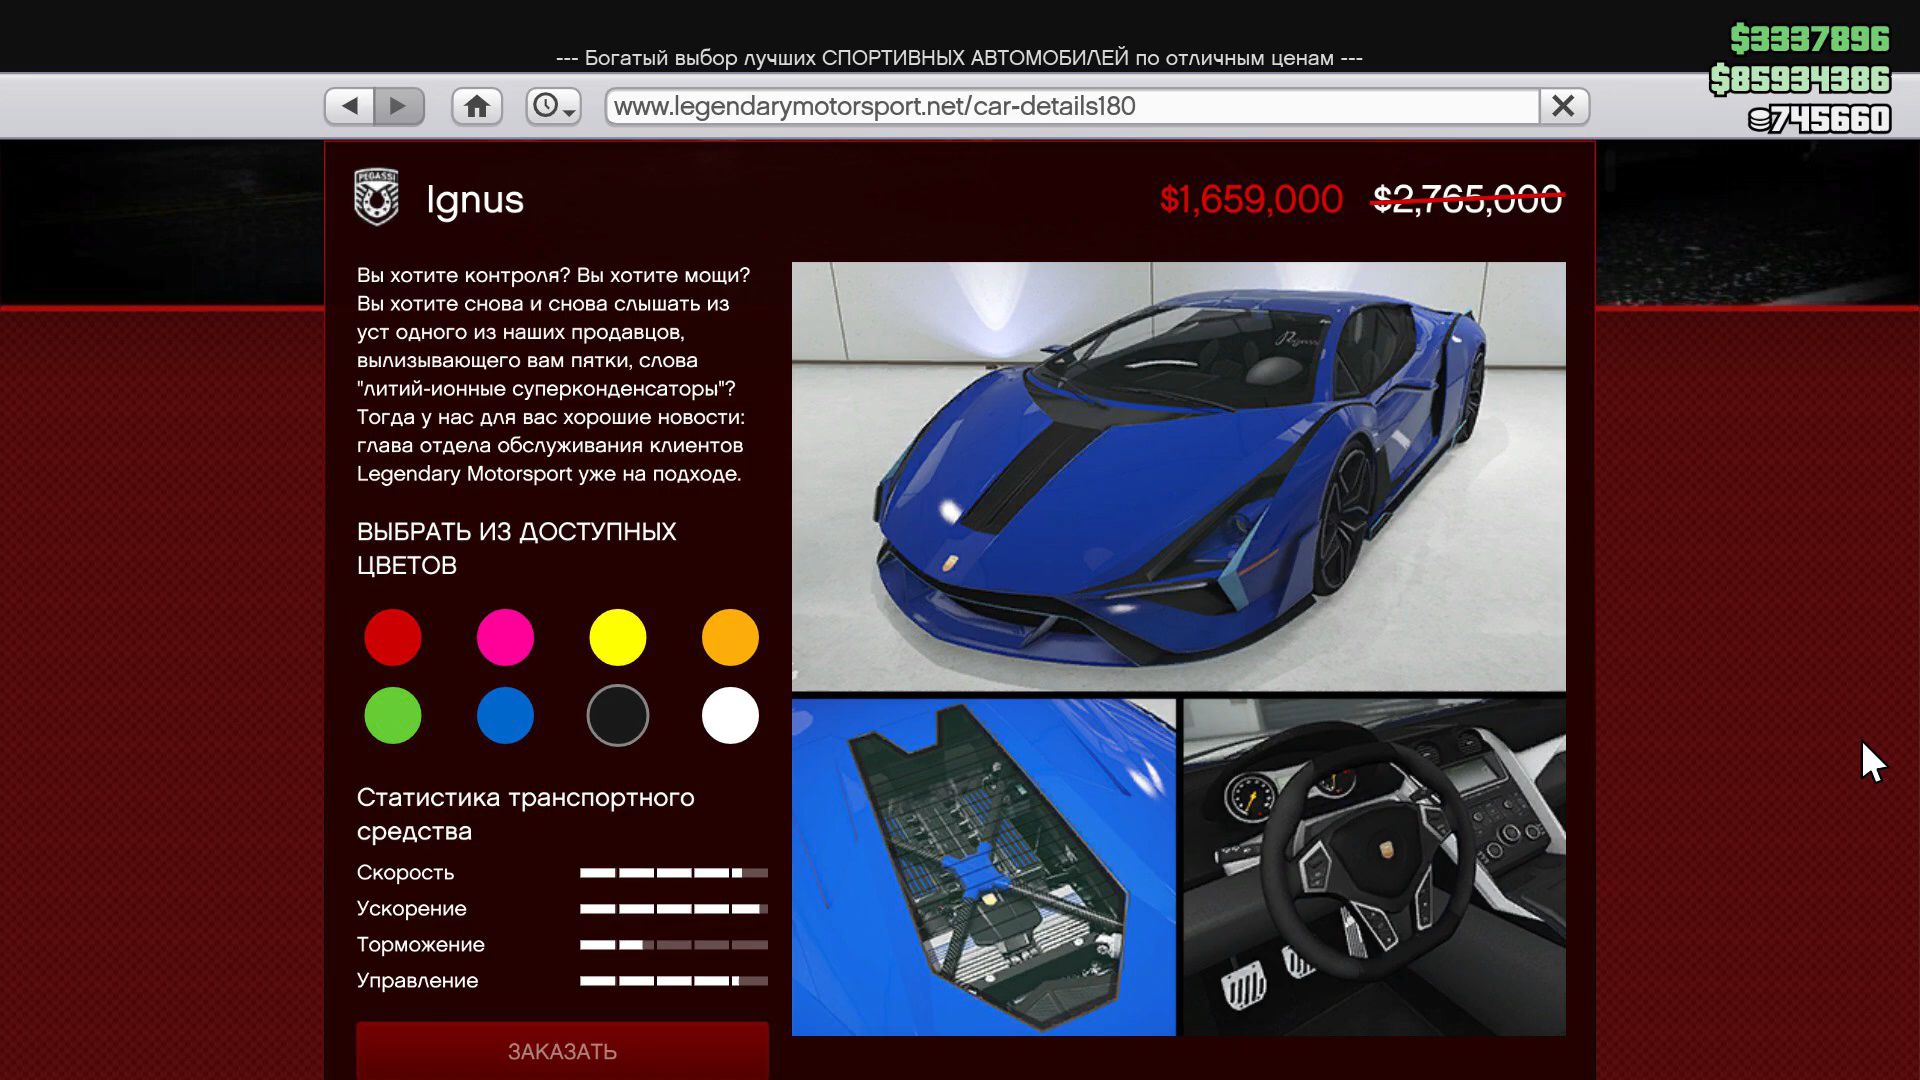 --- Богатый выбор лучших СПОРТИВНЫХ АВТОМОБИЛЕЙ по отличным ценам ---
$3337896
$85934386
745660
www.legendarymotorsport.net/car-details180
PEGASSI
Ignus
$1,659,000 $2,765,000
Вы хотите контроля? Вы хотите мощи?
Вы хотите снова и снова слышать из
уст одного из наших продавцов,
вылизывающего вам пятки, слова
"литий-ионные суперконденсаторы"?
Тогда у нас для вас хорошие новости:
глава отдела обслуживания клиентов
Legendary Motorsport уже на подходе.
Pegassi
ВЫБРАТЬ ИЗ ДОСТУПНЫХ
ЦВЕТОВ
Статистика транспортного
средства
Скорость
Ускорение
Торможение
Управление
ЗАКАЗАТЬ